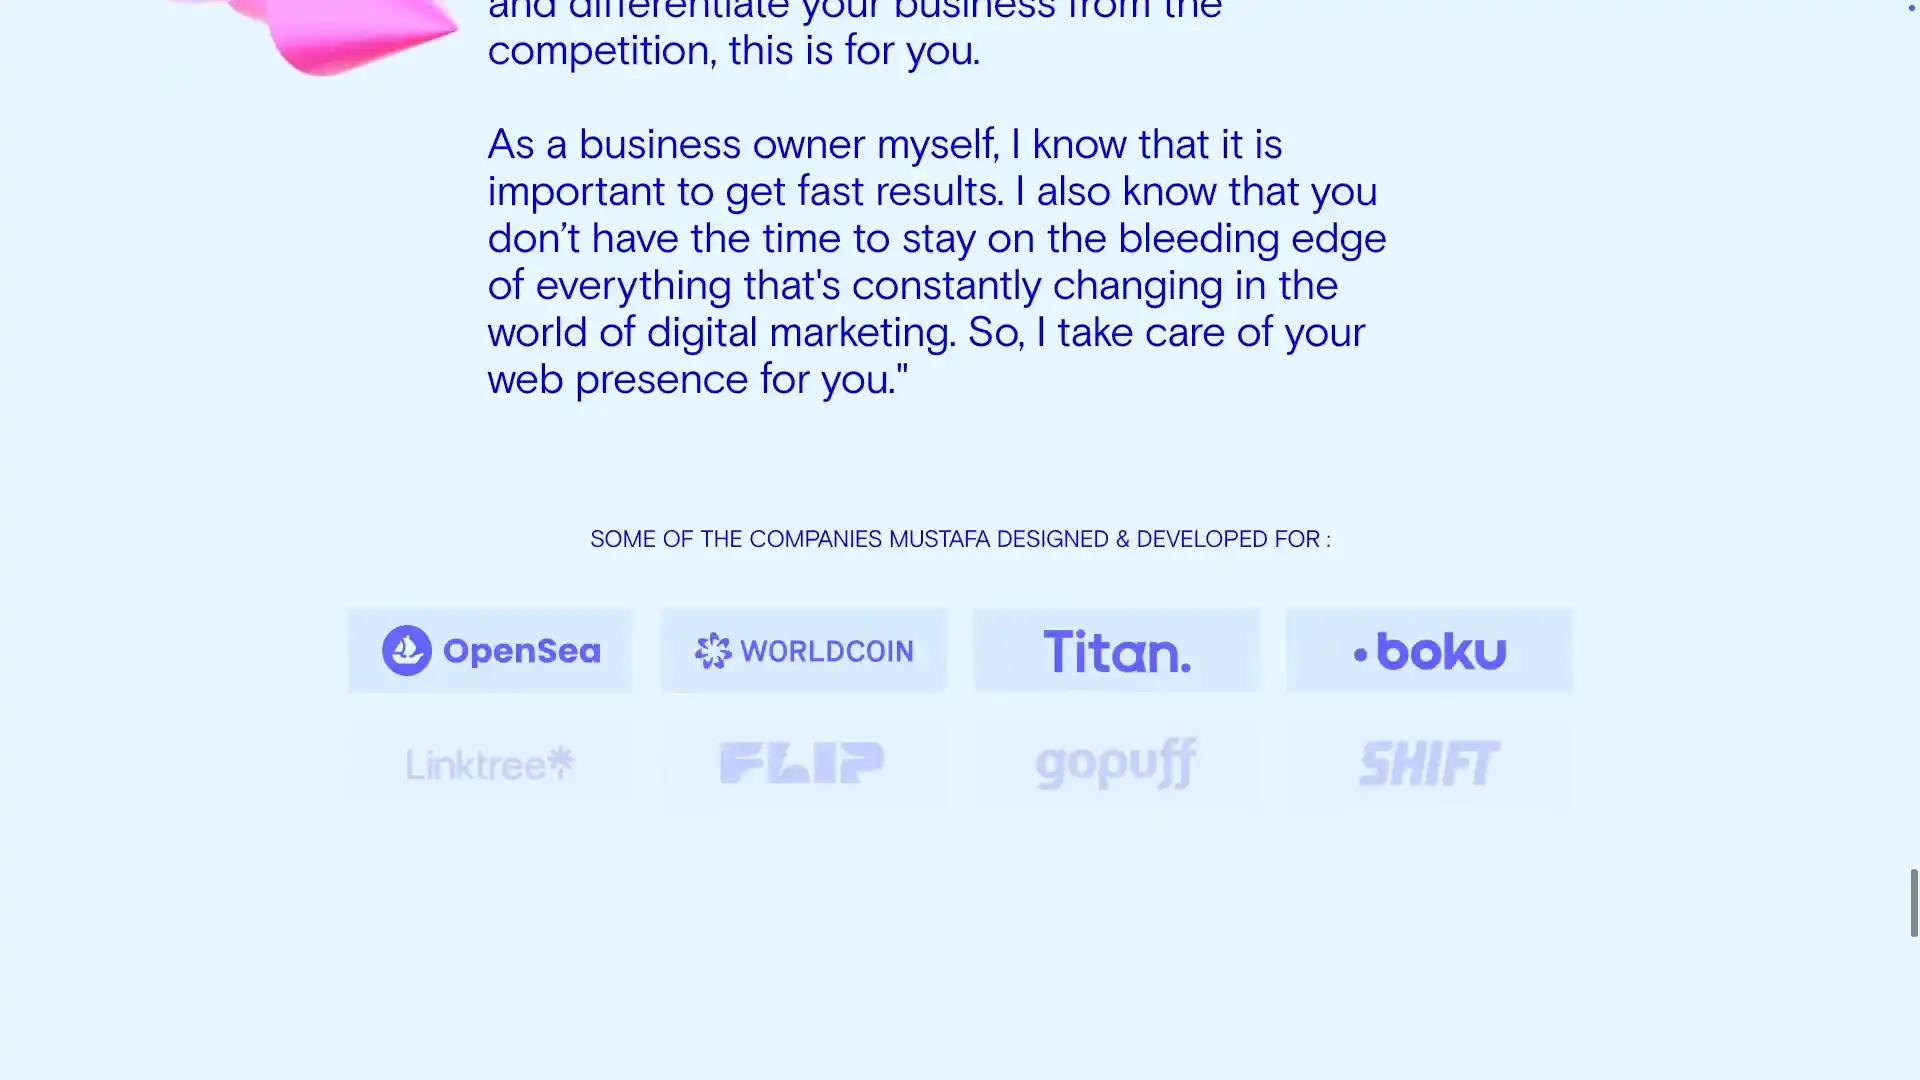 and differentiate your business from the
competition, this is for you.
As a business owner myself, I know that it is
important to get fast results. I also know that you
don’t have the time to stay on the bleeding edge
of everything that's constantly changing in the
world of digital marketing. So, I take care of your
web presence for you."
SOME OF THE COMPANIES MUSTAFA DESIGNED & DEVELOPED FOR :
OpenSea
WORLDCOIN
Titan.
boku
Linktree
FLIP
gopuff
SHIFT